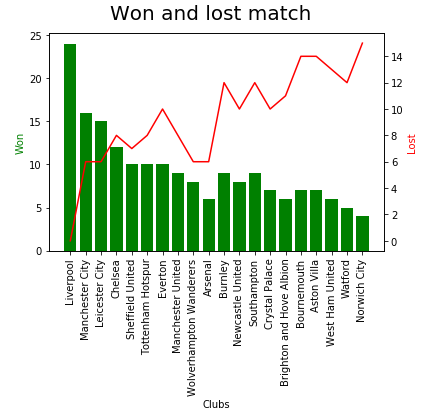 Won and lost match
25
20
15
10
5
0
Won
14
12
10
8
6
4
2
0
Lost
Liverpool
Manchester City
Leicester City
Chelsea
Sheffield United
Tottenham Hotspur
Everton
Manchester United
Wolverhampton Wanderers
Arsenal
Burnley
Newcastle United
Southampton
Crystal Palace
Brighton and Hove Albion
Bournemouth
Aston Villa
West Ham United
Watford
Norwich City
Clubs